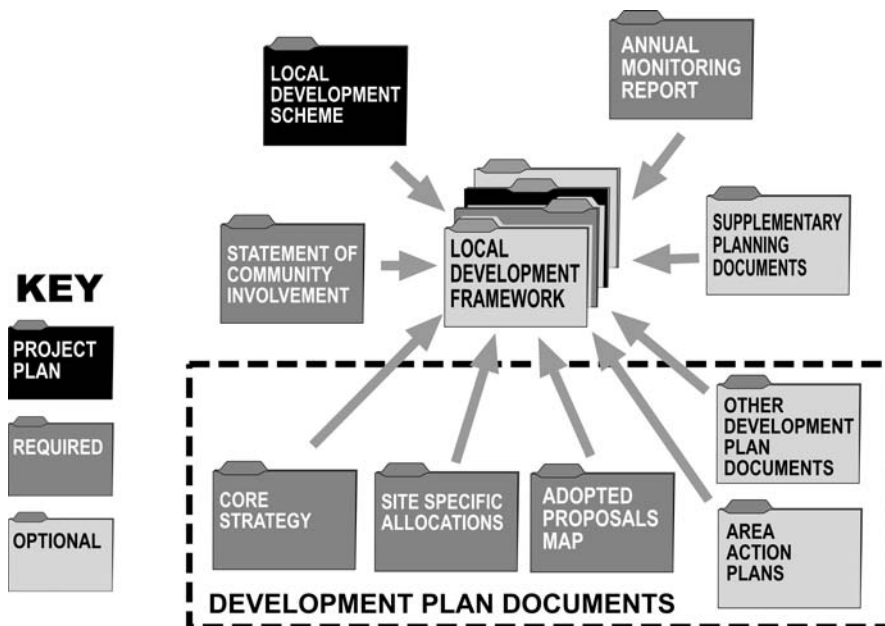 LOCAL
DEVELOPMENT
SCHEME
ANNUAL
MONITORING
REPORT
STATEMENT OF
COMMUNITY
INVOLVEMENT
LOCAL
DEVELOPMENT
FRAMEWORK
SUPPLEMENTARY
PLANNING
DOCUMENTS
KEY
PROJECT
PLAN
REQUIRED
OPTIONAL
CORE
STRATEGY
SITE SPECIFIC
ALLOCATIONS
ADOPTED
PROPOSALS
MAP
OTHER
DEVELOPMENT
PLAN
DOCUMENTS
AREA
ACTION
PLANS
DEVELOPMENT PLAN DOCUMENTS